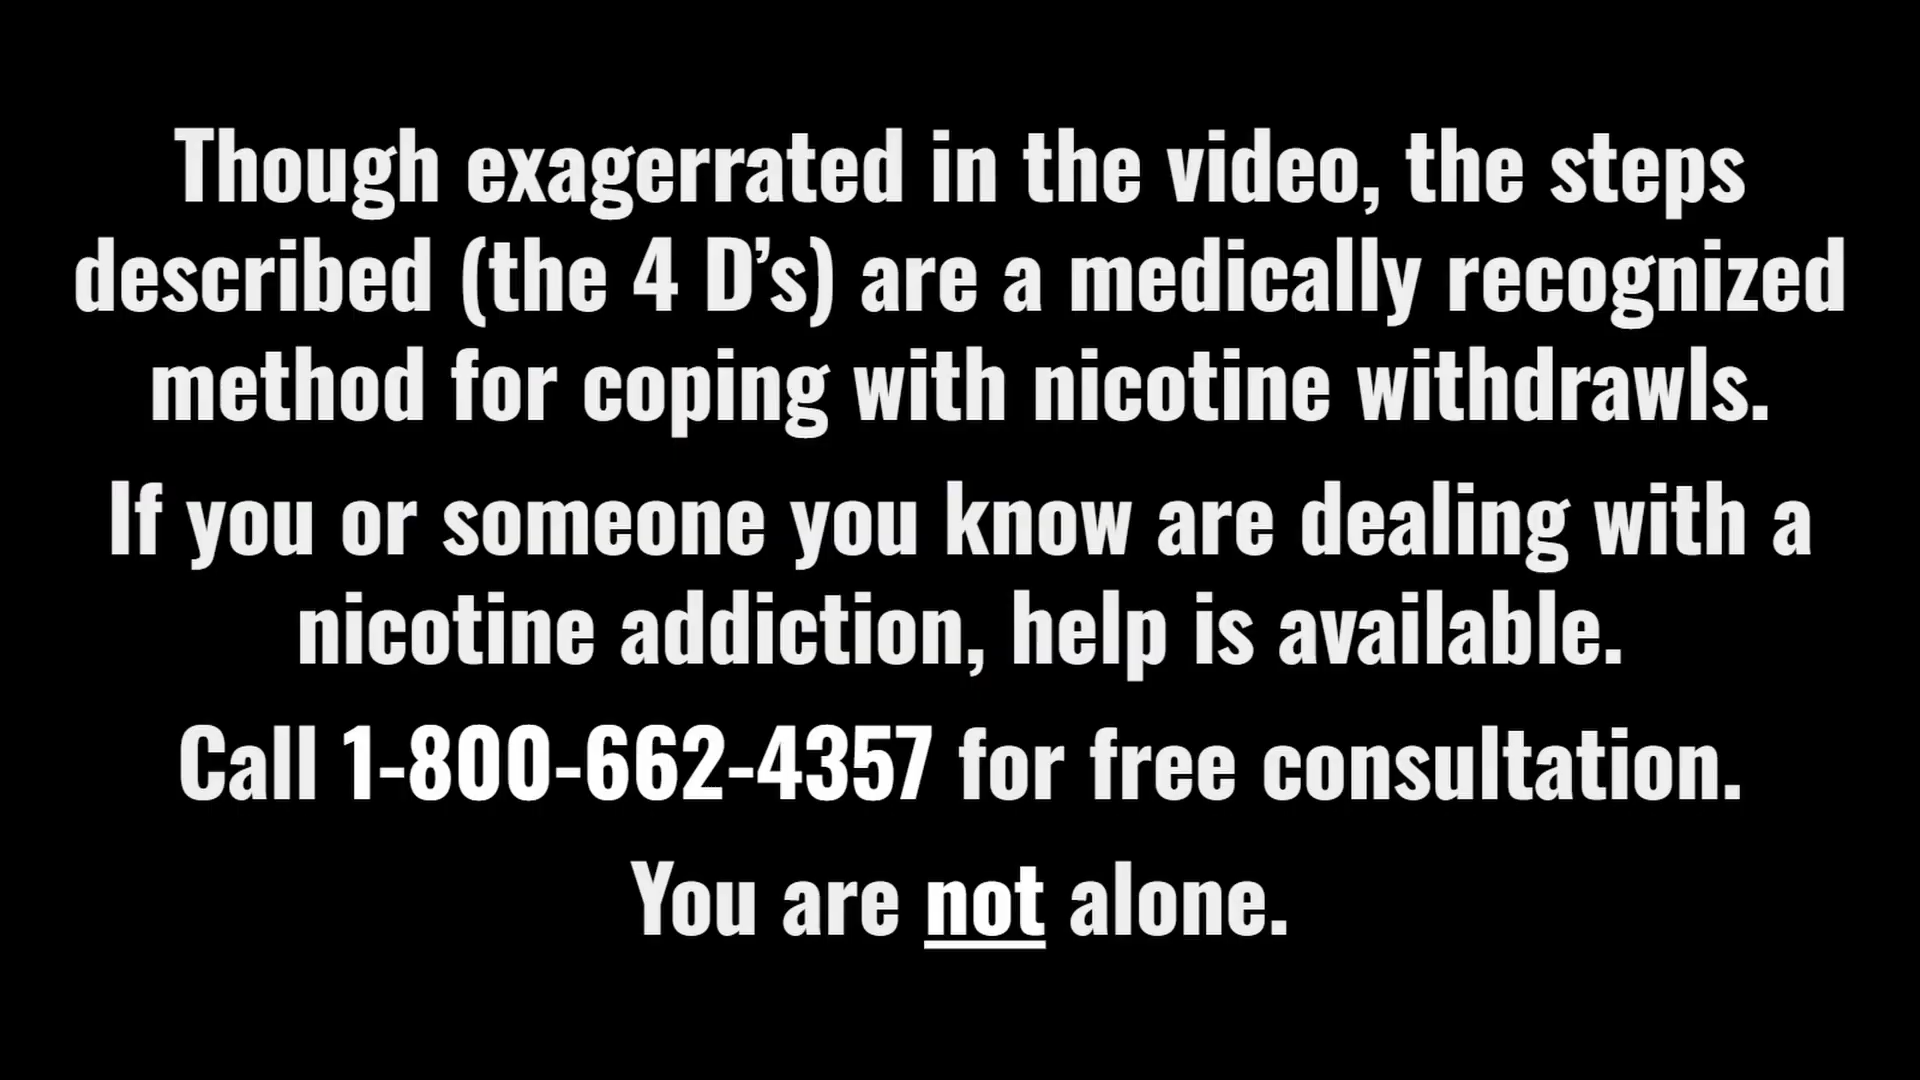 Though exagerrated in the video, the steps
described (the 4 D’s) are a medically recognized
method for coping with nicotine withdrawls.
If you or someone you know are dealing with a
nicotine addiction, help is available.
Call 1-800-662-4357 for free consultation.
You are not alone.